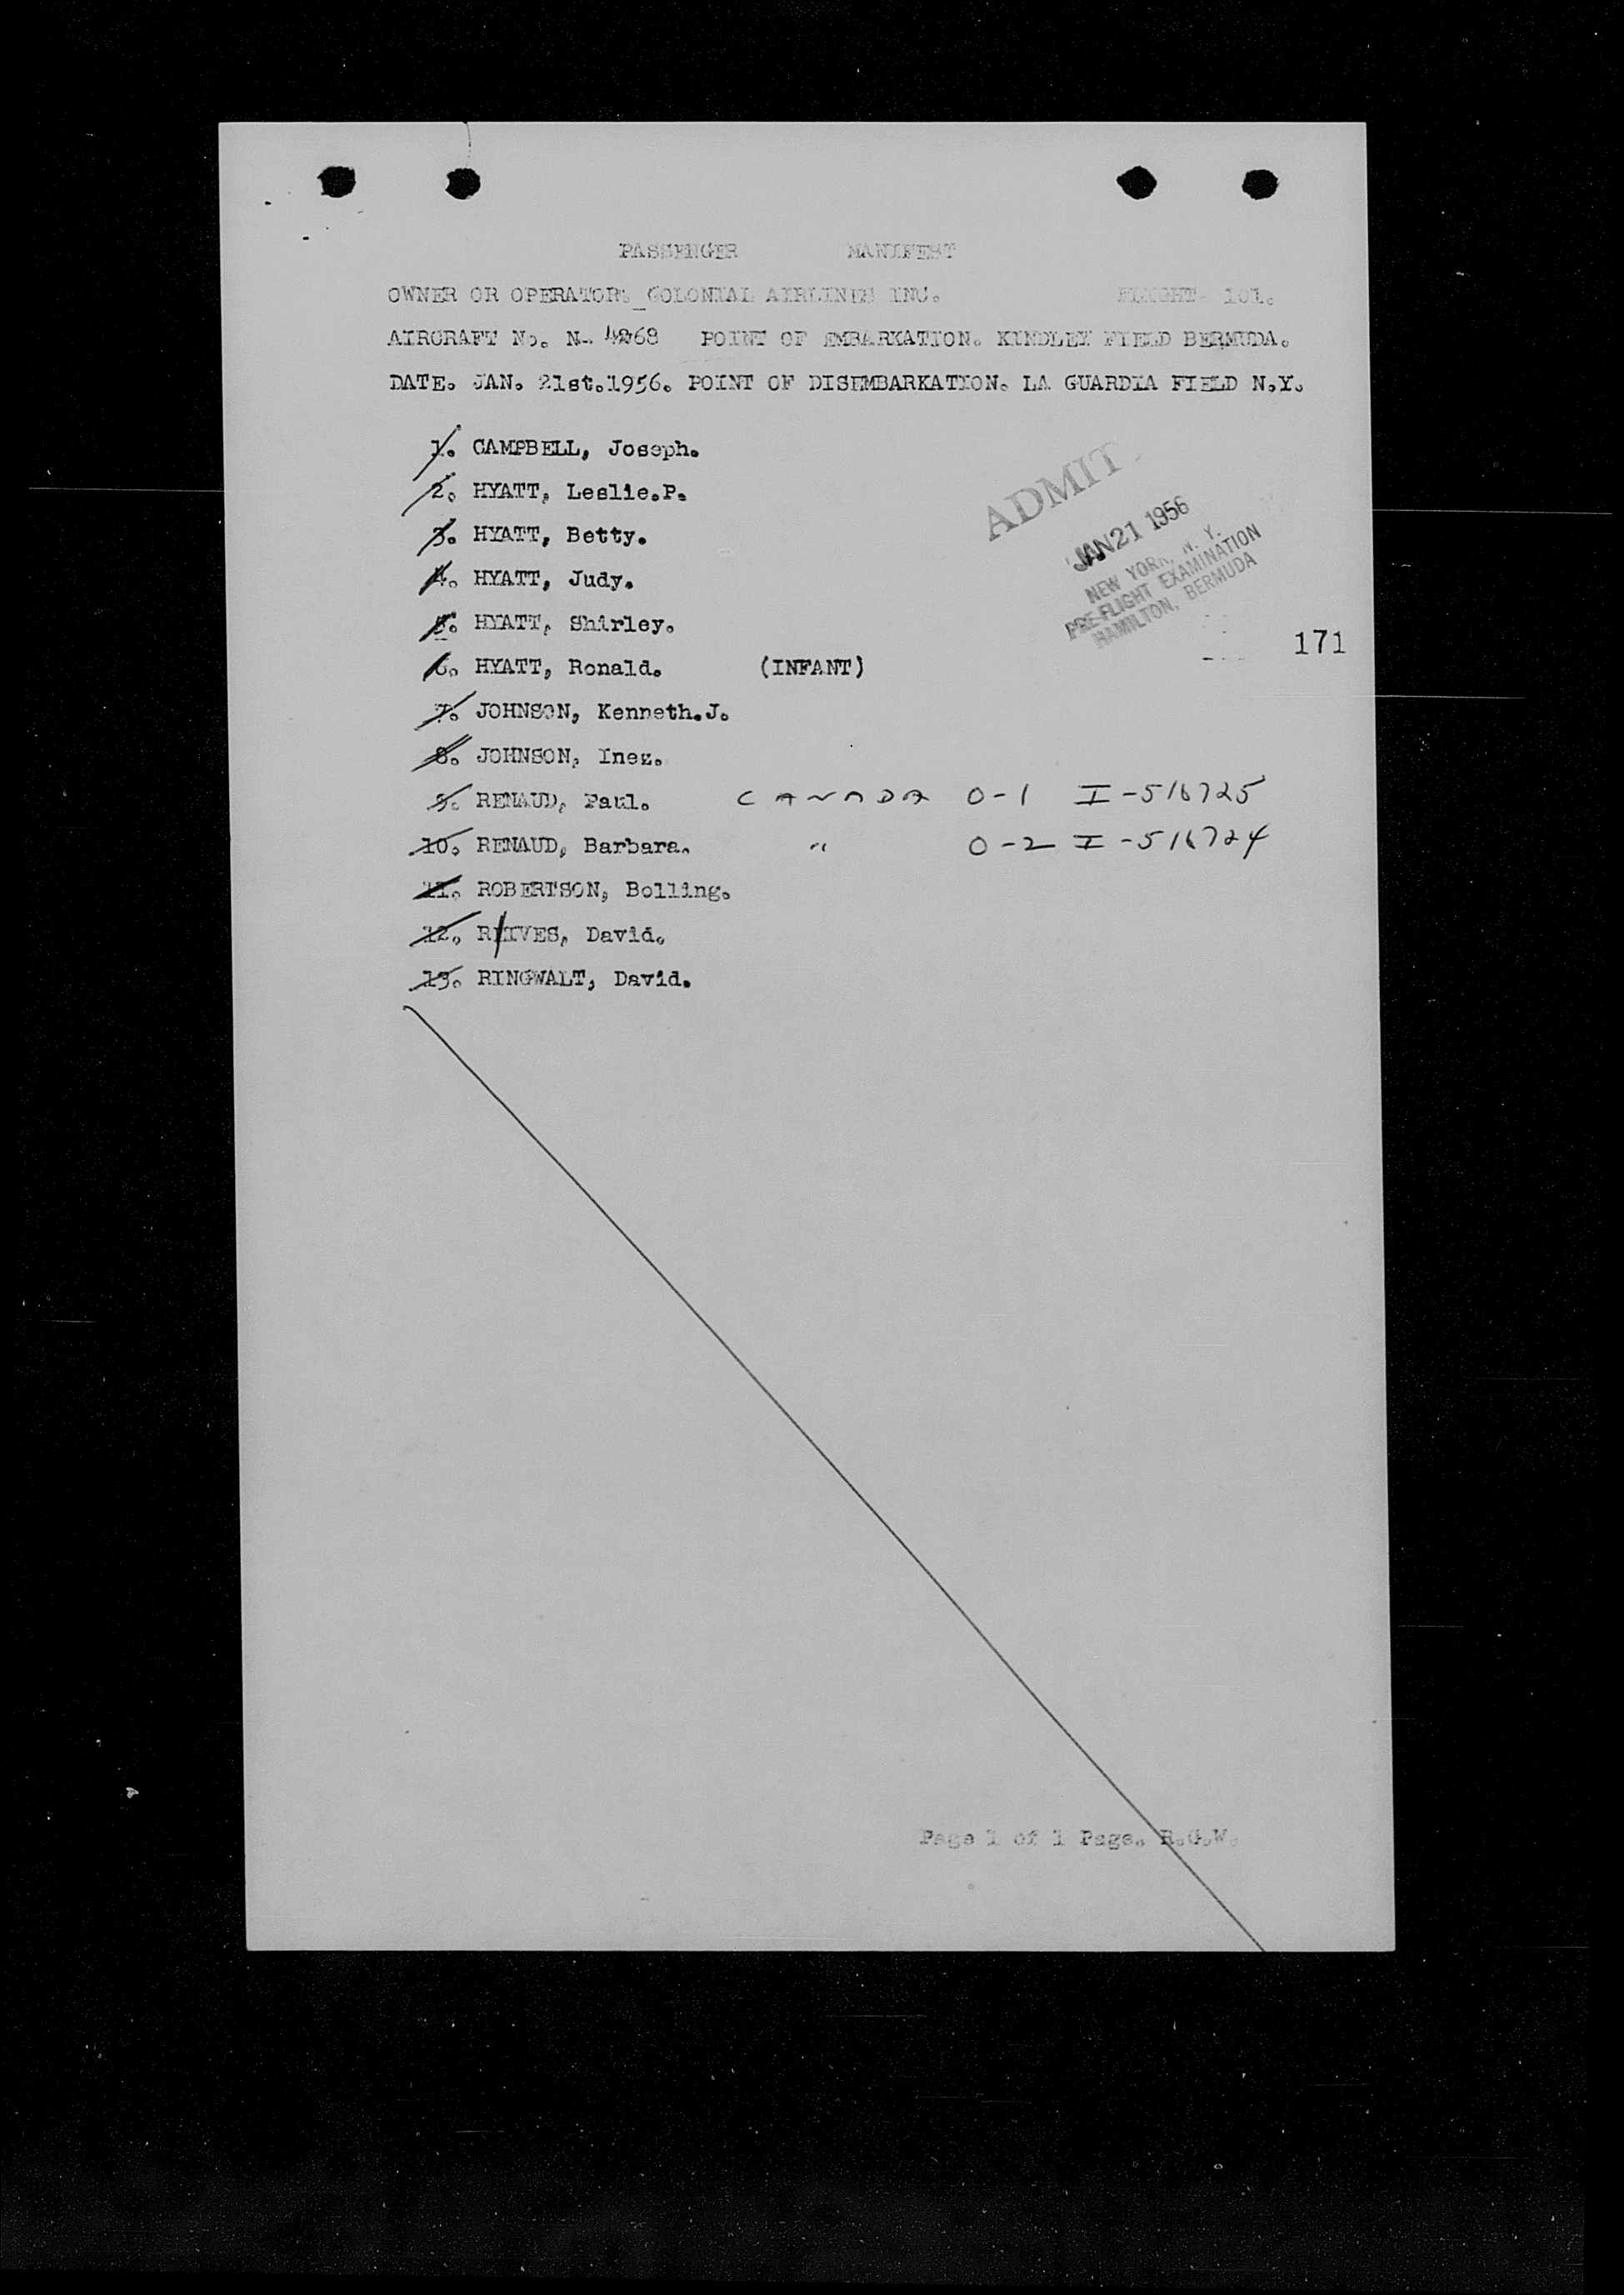 PASSENGER MANIFEST
OWNER OR OPERATOR. COLONIAL AIRLINES INC. FLIGHT. 101.
AIRCRAFT No. N. POINT OF EMBARKATION. KINDLEY FIELD BERMUDA.
DATE. JAN. 21st.1956. POINT OF DISEMBARKATION. LA GUARDIA FIELD N.Y.
1. CAMPBELL, Joseph.
2. HYATT, Leslie.P.
3. HYATT, Betty.
4. HYATT, Judy.
5. HYATT, Shirley.
6. HYATT, Ronald. (INFANT)
7. JOHNSON, Kenneth.J.
8. JOHNSON, Inez.
9. RENAUD, Paul. CANADA 0-1 I-516725
10. RENAUD, Barbara. " 0-2 I-516724
11. ROBERTSON, Bolling.
12. REIVES, David.
13. RINGWALT, David.
ADMIT
JAN 21 1956
NEW YORK, N. Y.
PRE-FLIGHT EXAMINATION
HAMILTON, BERMUDA
171
Page 1 of 1 Page. R.G.W.